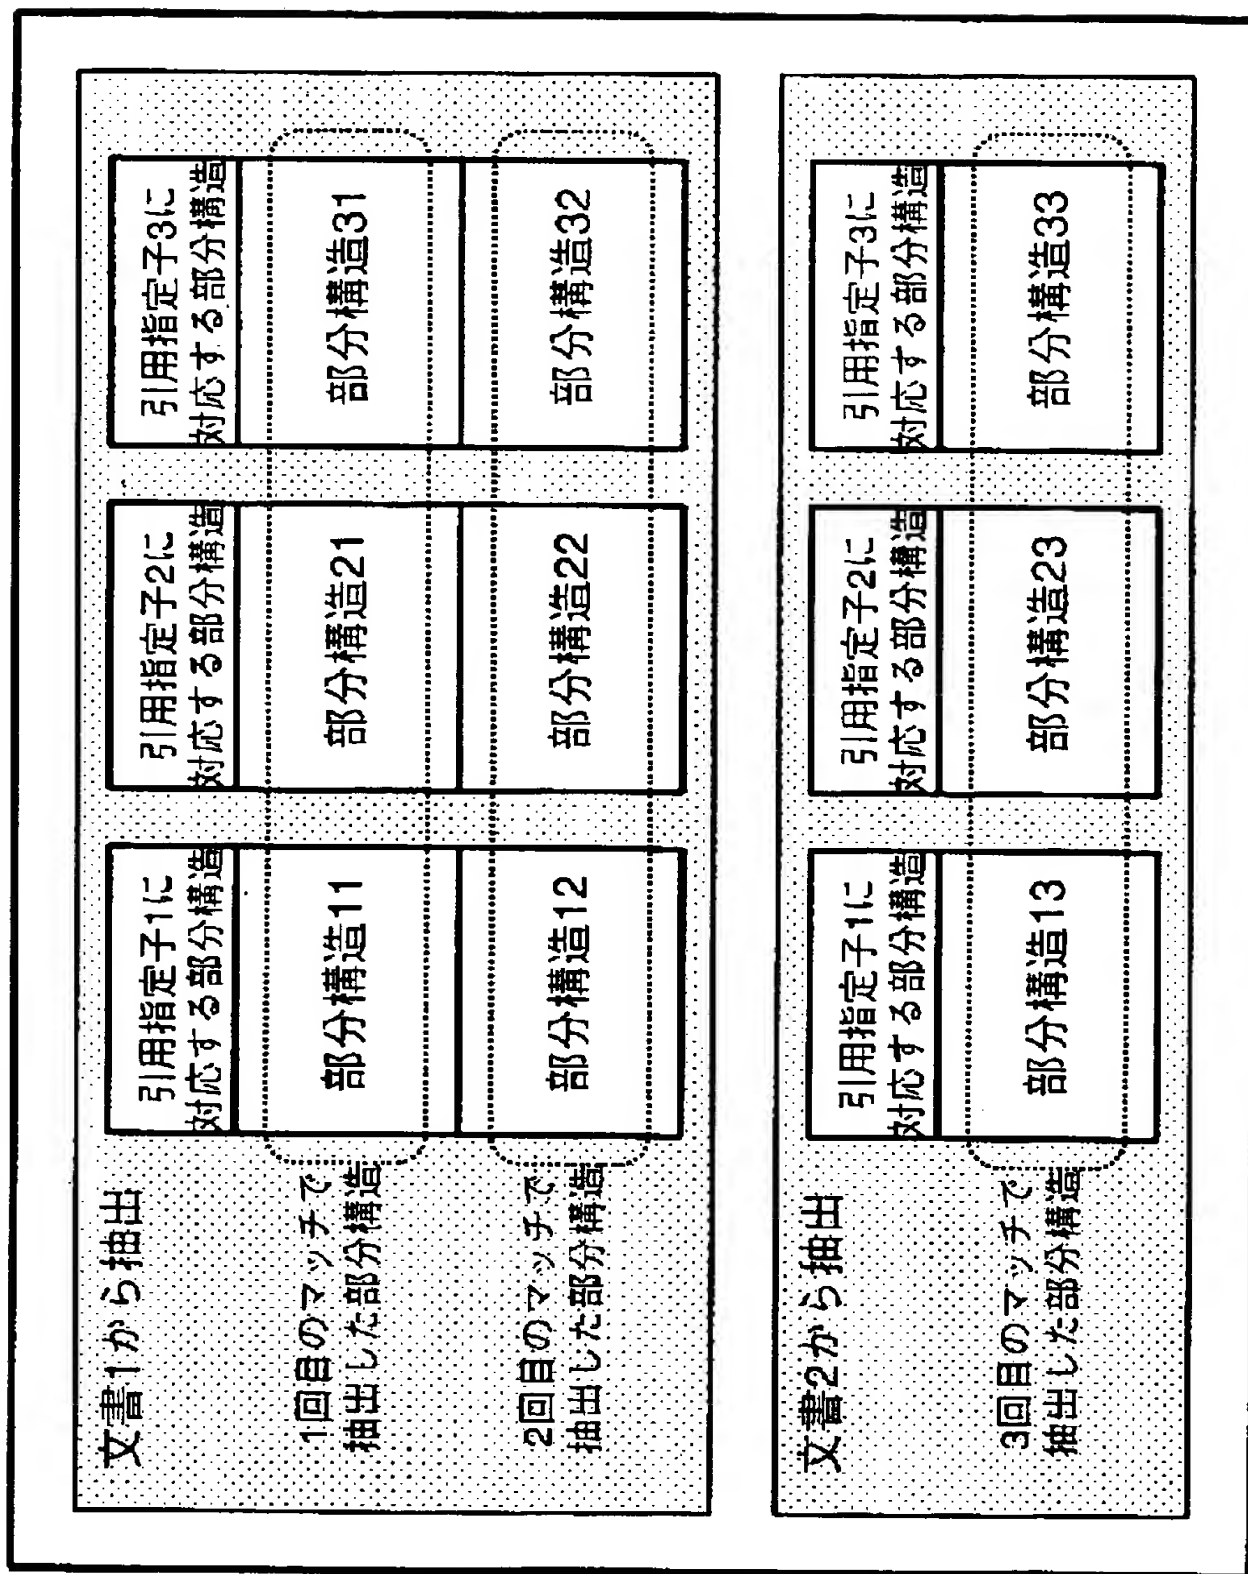 文書1から抽出
引用指定子1に
対応する部分構造
引用指定子2に
対応する部分構造
引用指定子3に
対応する部分構造
1回目のマッチで
抽出した部分構造
部分構造11
部分構造21
部分構造31
2回目のマッチで
抽出した部分構造
部分構造12
部分構造22
部分構造32
文書2から抽出
引用指定子1に
対応する部分構造
引用指定子2に
対応する部分構造
引用指定子3に
対応する部分構造
3回目のマッチで
抽出した部分構造
部分構造13
部分構造23
部分構造33